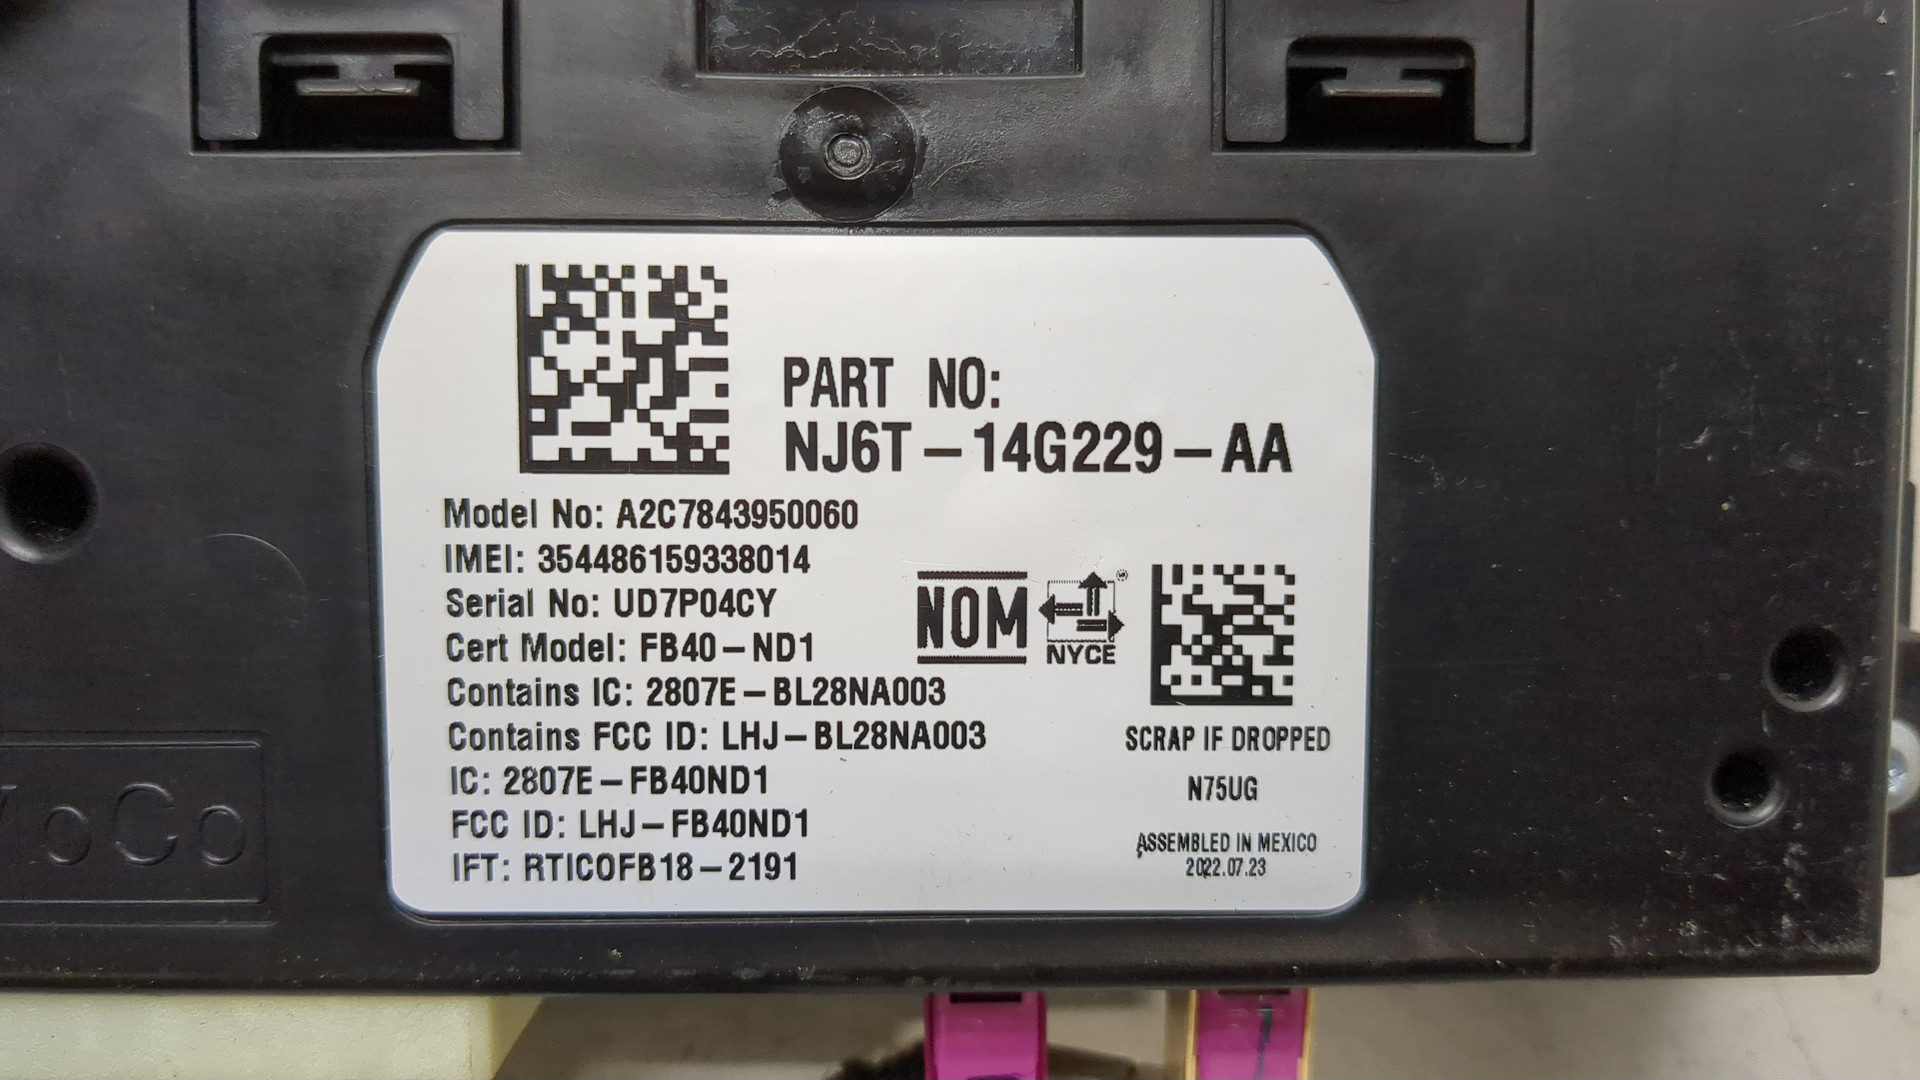 PART NO:
NJ6T-14G229-AA
Model No: A2C7843950060
IMEI: 354486159338014
Serial No: UD7P04CY
Cert Model: FB40-ND1
Contains IC: 2807E-BL28NA003
Contains FCC ID: LHJ-BL28NA003
IC: 2807E-FB40ND1
FCC ID: LHJ-FB40ND1
IFT: RTICOFB18-2191
NOM
NYCE
SCRAP IF DROPPED
N75UG
ASSEMBLED IN MEXICO
2022.07.23